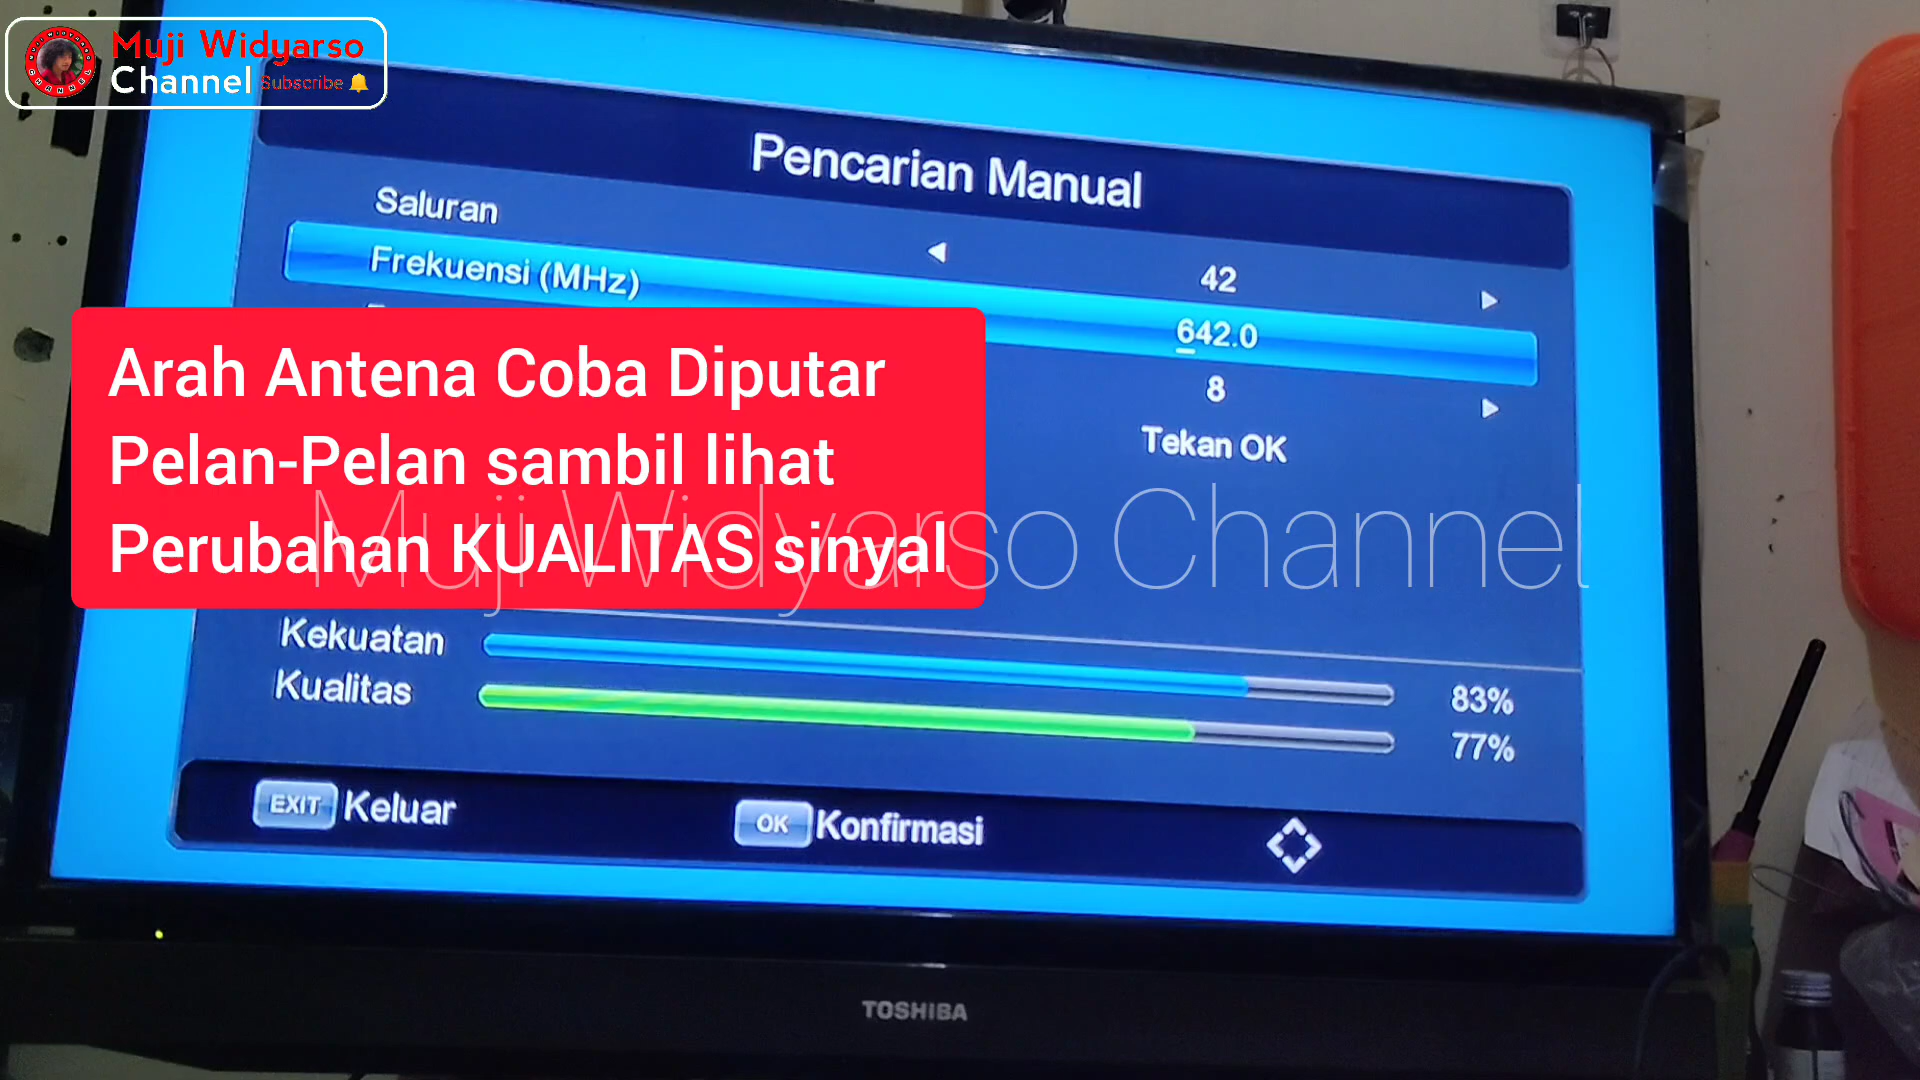 Muji Widyarso
Channel Subscribe
Pencarian Manual
Saluran
42
Frekuensi (MHz)
642.0
8
Tekan OK
Arah Antena Coba Diputar
Pelan-Pelan sambil lihat
Perubahan KUALITAS sinyal
Muji Widyarso Channel
Kekuatan
83%
Kualitas
77%
EXIT Keluar
OK Konfirmasi
TOSHIBA